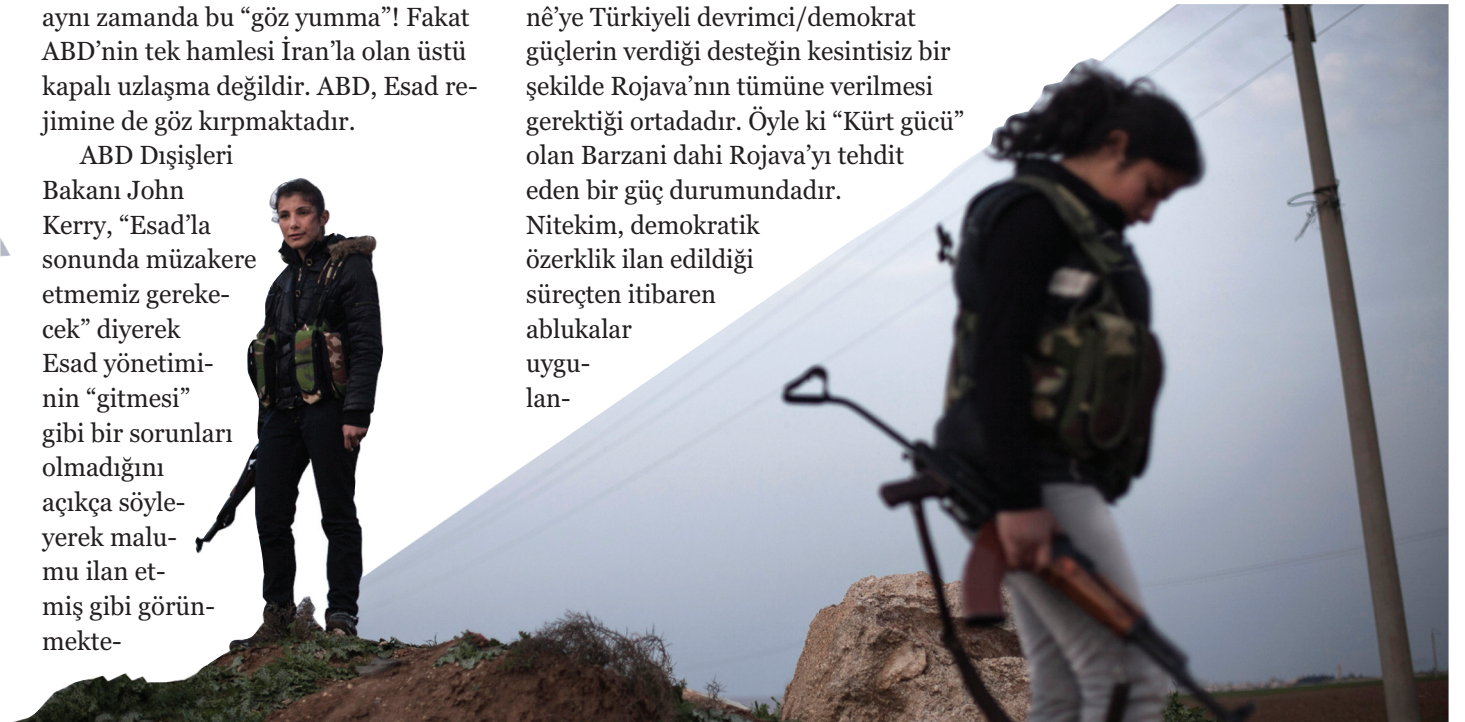 aynı zamanda bu “göz yumma”! Fakat
ABD’nin tek hamlesi İran’la olan üstü
kapalı uzlaşma değildir. ABD, Esad re-
jimine de göz kırpmaktadır.
ABD Dışişleri
Bakanı John
Kerry, “Esad’la
sonunda müzakere
etmemiz gereke-
cek” diyerek
Esad yönetimi-
nin “gitmesi”
gibi bir sorunları
olmadığını
açıkça söyle-
yerek malu-
mu ilan et-
miş gibi görün-
mekte-
nê’ye Türkiyeli devrimci/demokrat
güçlerin verdiği desteğin kesintisiz bir
şekilde Rojava’nın tümüne verilmesi
gerektiği ortadadır. Öyle ki “Kürt gücü”
olan Barzani dahi Rojava’yı tehdit
eden bir güç durumundadır.
Nitekim, demokratik
özerklik ilan edildiği
süreçten itibaren
ablukalar
uygu-
lan-